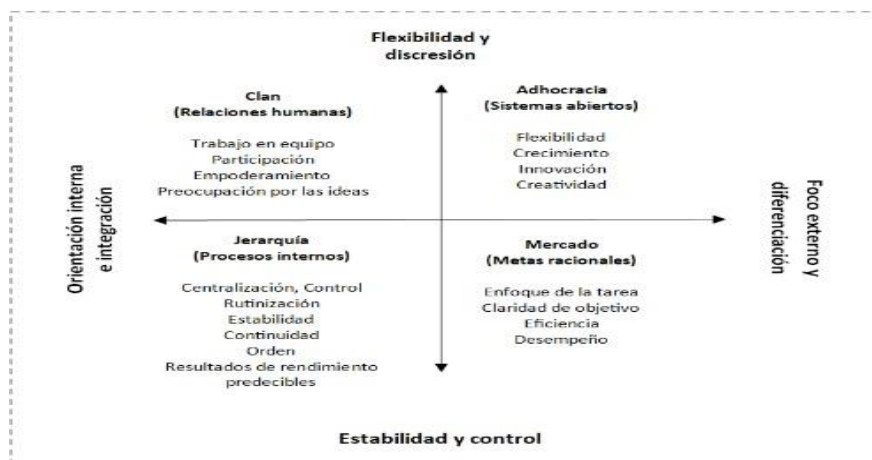 Flexibilidad y
discresión
Clan
(Relaciones humanas)
Trabajo en equipo
Participación
Empoderamiento
Preocupación por las ideas
Adhocracia
(Sistemas abiertos)
Flexibilidad
Crecimiento
Innovación
Creatividad
Orientación interna
e integración
Foco externo y
diferenciación
Jerarquía
(Procesos internos)
Centralización, Control
Rutinización
Estabilidad
Continuidad
Orden
Resultados de rendimiento
predecibles
Mercado
(Metas racionales)
Enfoque de la tarea
Claridad de objetivo
Eficiencia
Desempeño
Estabilidad y control